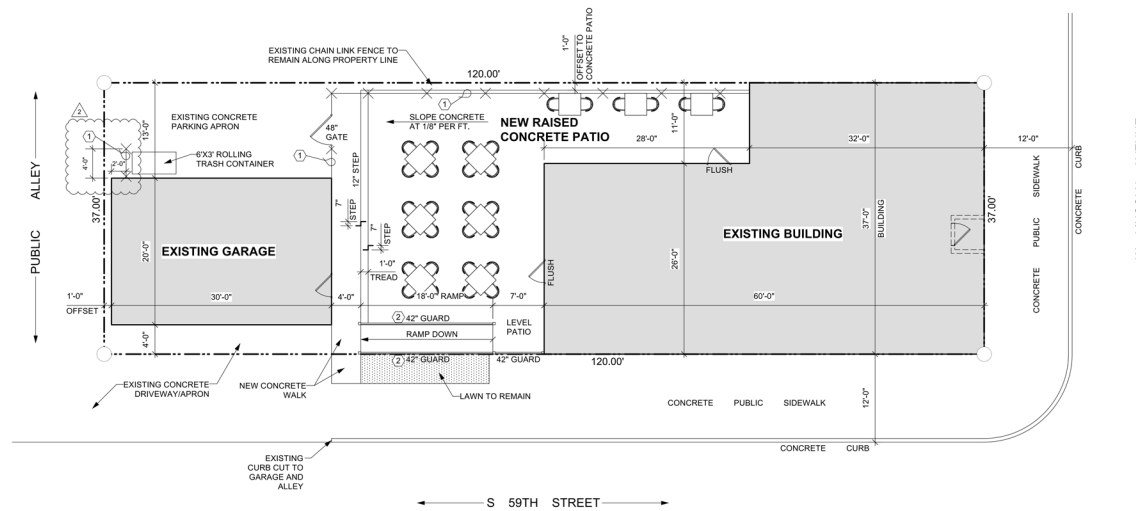 1'-0"
OFFSET TO
CONCRETE PATIO
EXISTING CHAIN LINK FENCE TO
REMAIN ALONG PROPERTY LINE
120.00'
2
1
EXISTING CONCRETE
PARKING APRON
13'-0"
4'-0"
2'-0"
6'X3' ROLLING
TRASH CONTAINER
48"
GATE
1
1
SLOPE CONCRETE
AT 1/8" PER FT.
NEW RAISED
CONCRETE PATIO
11'-0"
28'-0"
32'-0"
12'-0"
FLUSH
12" STEP
7"
STEP
7"
STEP
1'-0"
TREAD
PUBLIC ALLEY
37.00'
EXISTING GARAGE
20'-0"
EXISTING BUILDING
26'-0"
37'-0"
BUILDING
37.00'
CONCRETE PUBLIC SIDEWALK
CONCRETE CURB
FLUSH
1'-0"
OFFSET
30'-0"
4'-0"
18'-0" RAMP
7'-0"
60'-0"
2 42" GUARD
RAMP DOWN
LEVEL
PATIO
4'-0"
2 42" GUARD
42" GUARD
120.00'
EXISTING CONCRETE
DRIVEWAY/APRON
NEW CONCRETE
WALK
LAWN TO REMAIN
CONCRETE PUBLIC SIDEWALK
12'-0"
CONCRETE CURB
EXISTING
CURB CUT TO
GARAGE AND
ALLEY
S 59TH STREET